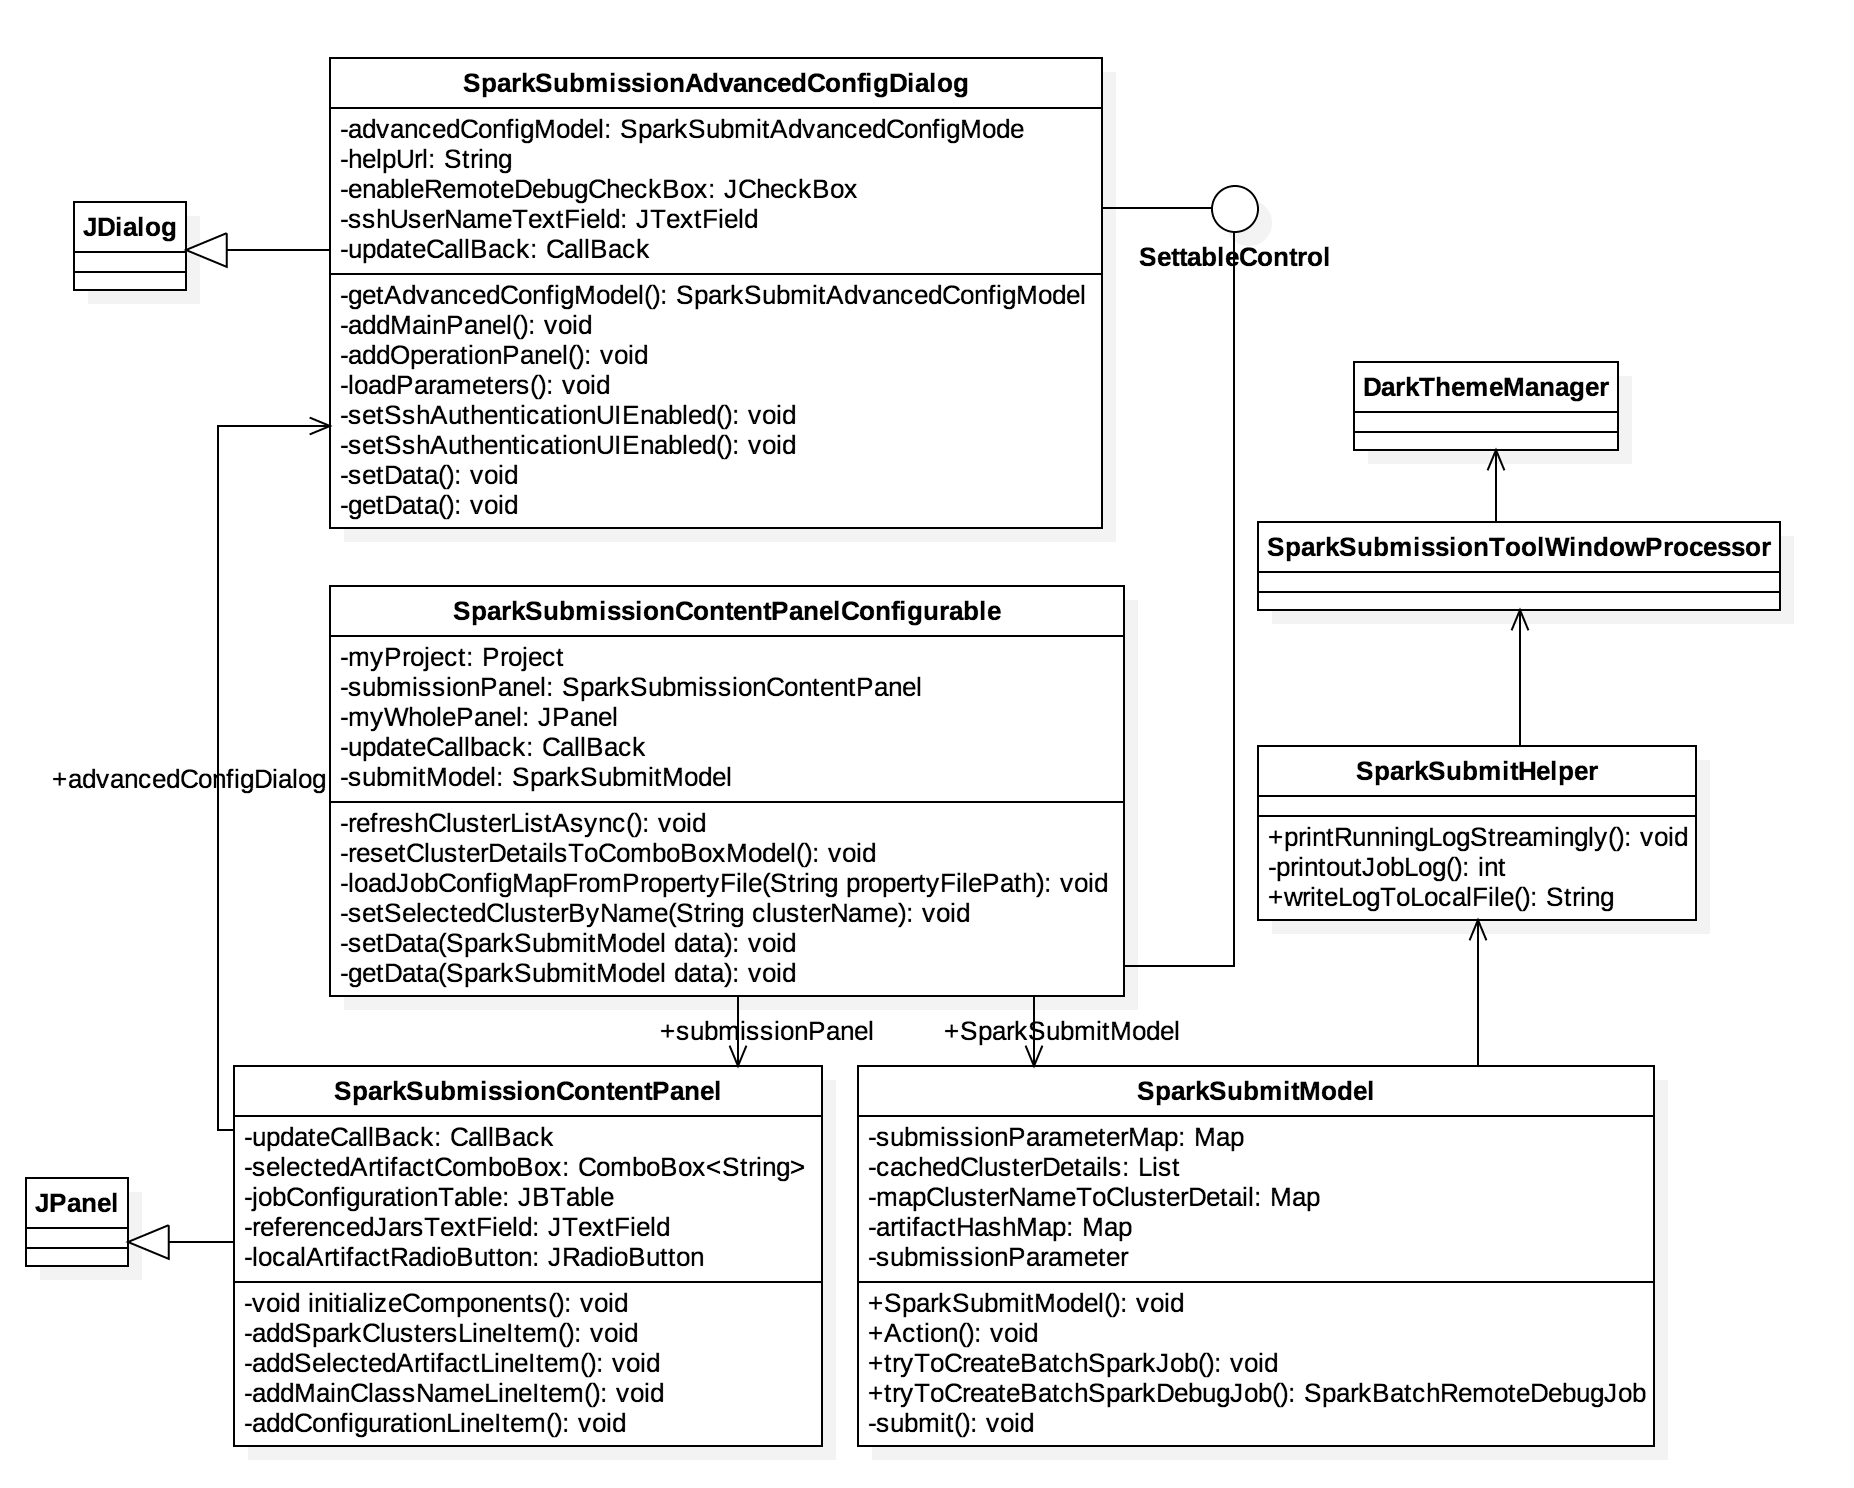 SparkSubmissionAdvancedConfigDialog
-advancedConfigModel: SparkSubmitAdvancedConfigMode
-helpUrl: String
-enableRemoteDebugCheckBox: JCheckBox
-sshUserNameTextField: JTextField
-updateCallBack: CallBack
-getAdvancedConfigModel(): SparkSubmitAdvancedConfigModel
-addMainPanel(): void
-addOperationPanel(): void
-loadParameters(): void
-setSshAuthenticationUIEnabled(): void
-setSshAuthenticationUIEnabled(): void
-setData(): void
-getData(): void
JDialog
SettableControl
DarkThemeManager
SparkSubmissionToolWindowProcessor
SparkSubmissionContentPanelConfigurable
-myProject: Project
-submissionPanel: SparkSubmissionContentPanel
-myWholePanel: JPanel
-updateCallback: CallBack
-submitModel: SparkSubmitModel
-refreshClusterListAsync(): void
-resetClusterDetailsToComboBoxModel(): void
-loadJobConfigMapFromPropertyFile(String propertyFilePath): void
-setSelectedClusterByName(String clusterName): void
-setData(SparkSubmitModel data): void
-getData(SparkSubmitModel data): void
+advancedConfigDialog
SparkSubmitHelper
+printRunningLogStreamingly(): void
-printoutJobLog(): int
+writeLogToLocalFile(): String
+submissionPanel
+SparkSubmitModel
SparkSubmissionContentPanel
-updateCallBack: CallBack
-selectedArtifactComboBox: ComboBox<String>
-jobConfigurationTable: JBTable
-referencedJarsTextField: JTextField
-localArtifactRadioButton: JRadioButton
-void initializeComponents(): void
-addSparkClustersLineItem(): void
-addSelectedArtifactLineItem(): void
-addMainClassNameLineItem(): void
-addConfigurationLineItem(): void
JPanel
SparkSubmitModel
-submissionParameterMap: Map
-cachedClusterDetails: List
-mapClusterNameToClusterDetail: Map
-artifactHashMap: Map
-submissionParameter
+SparkSubmitModel(): void
+Action(): void
+tryToCreateBatchSparkJob(): void
+tryToCreateBatchSparkDebugJob(): SparkBatchRemoteDebugJob
-submit(): void